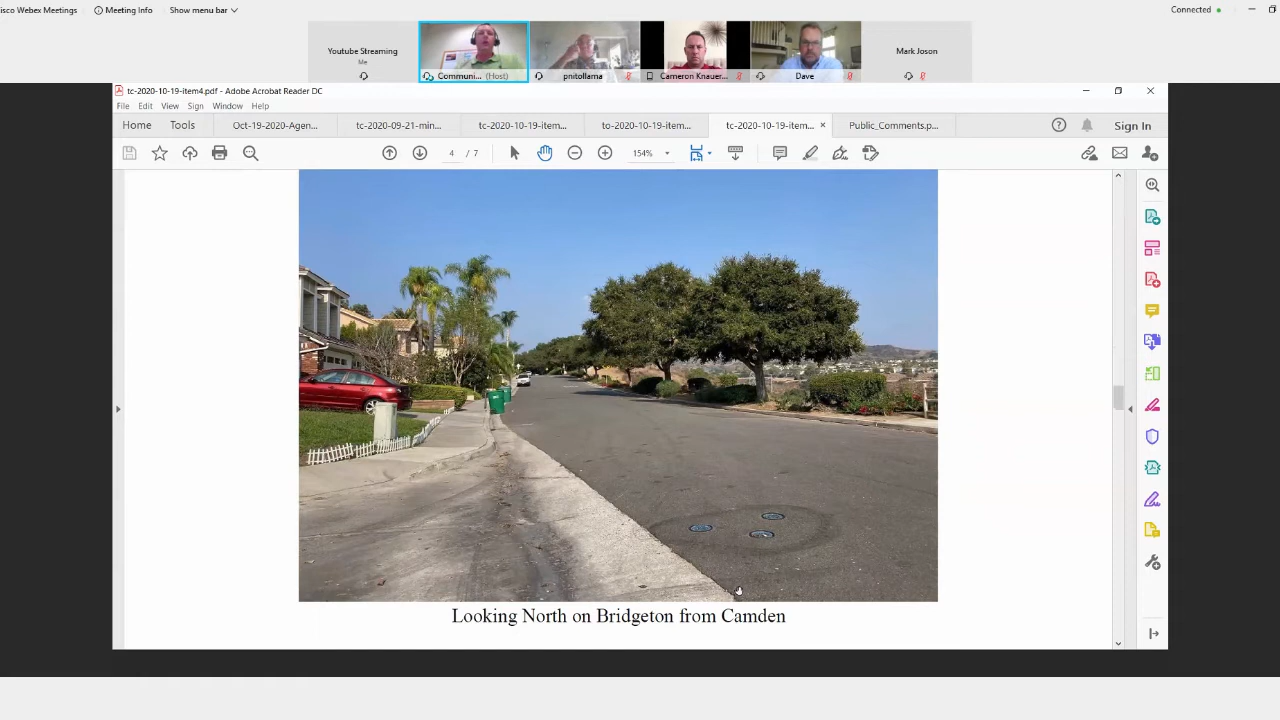 isco Webex Meetings Meeting Info Show menu bar Connected
Youtube Streaming
Me
Communi... (Host)
pnitollama
Cameron Knauer...
Dave
Mark Joson
tc-2020-10-19-item4.pdf - Adobe Acrobat Reader DC
File Edit View Sign Window Help
Home Tools Oct-19-2020-Agen... tc-2020-09-21-min... tc-2020-10-19-item... to-2020-10-19-item... tc-2020-10-19-item... × Public_Comments.p... Sign In
4 / 7 154%
Looking North on Bridgeton from Camden